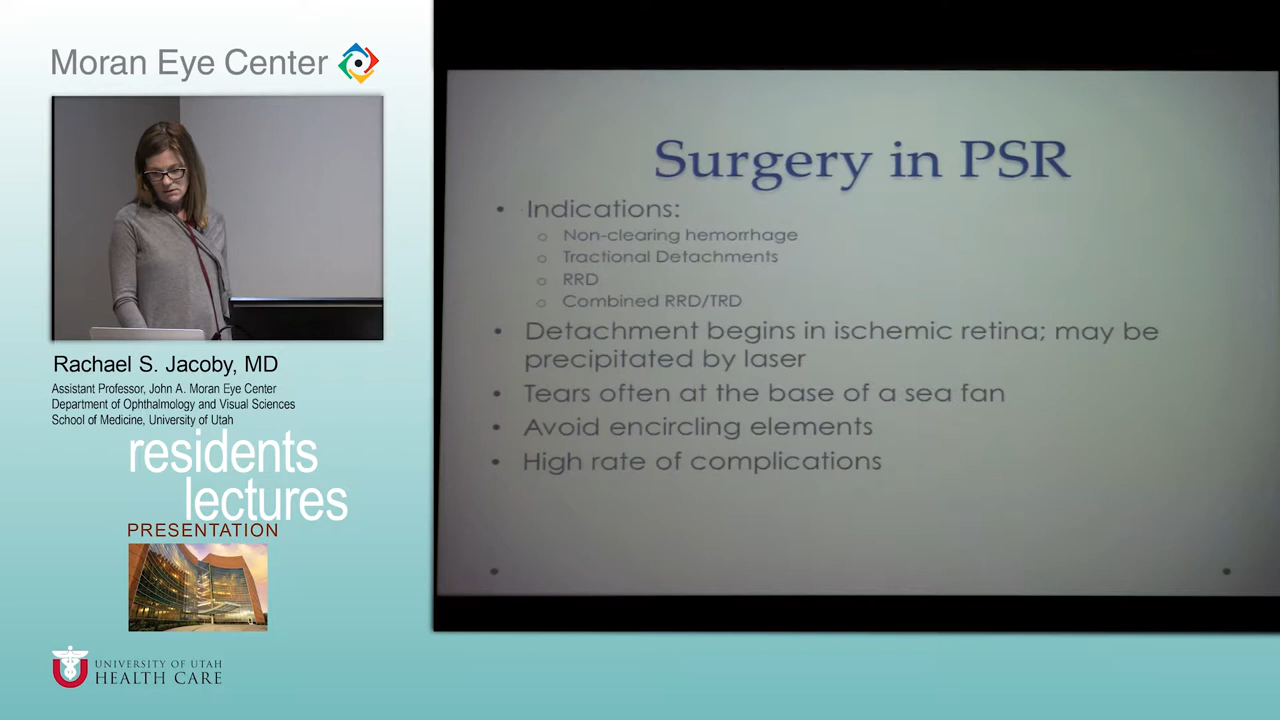 Moran Eye Center
Rachael S. Jacoby, MD
Assistant Professor, John A. Moran Eye Center
Department of Ophthalmology and Visual Sciences
School of Medicine, University of Utah
residents
lectures
PRESENTATION
UNIVERSITY OF UTAH
HEALTH CARE
Surgery in PSR
• Indications:
o Non-clearing hemorrhage
o Tractional Detachments
o RRD
o Combined RRD/TRD
• Detachment begins in ischemic retina; may be
precipitated by laser
• Tears often at the base of a sea fan
• Avoid encircling elements
• High rate of complications